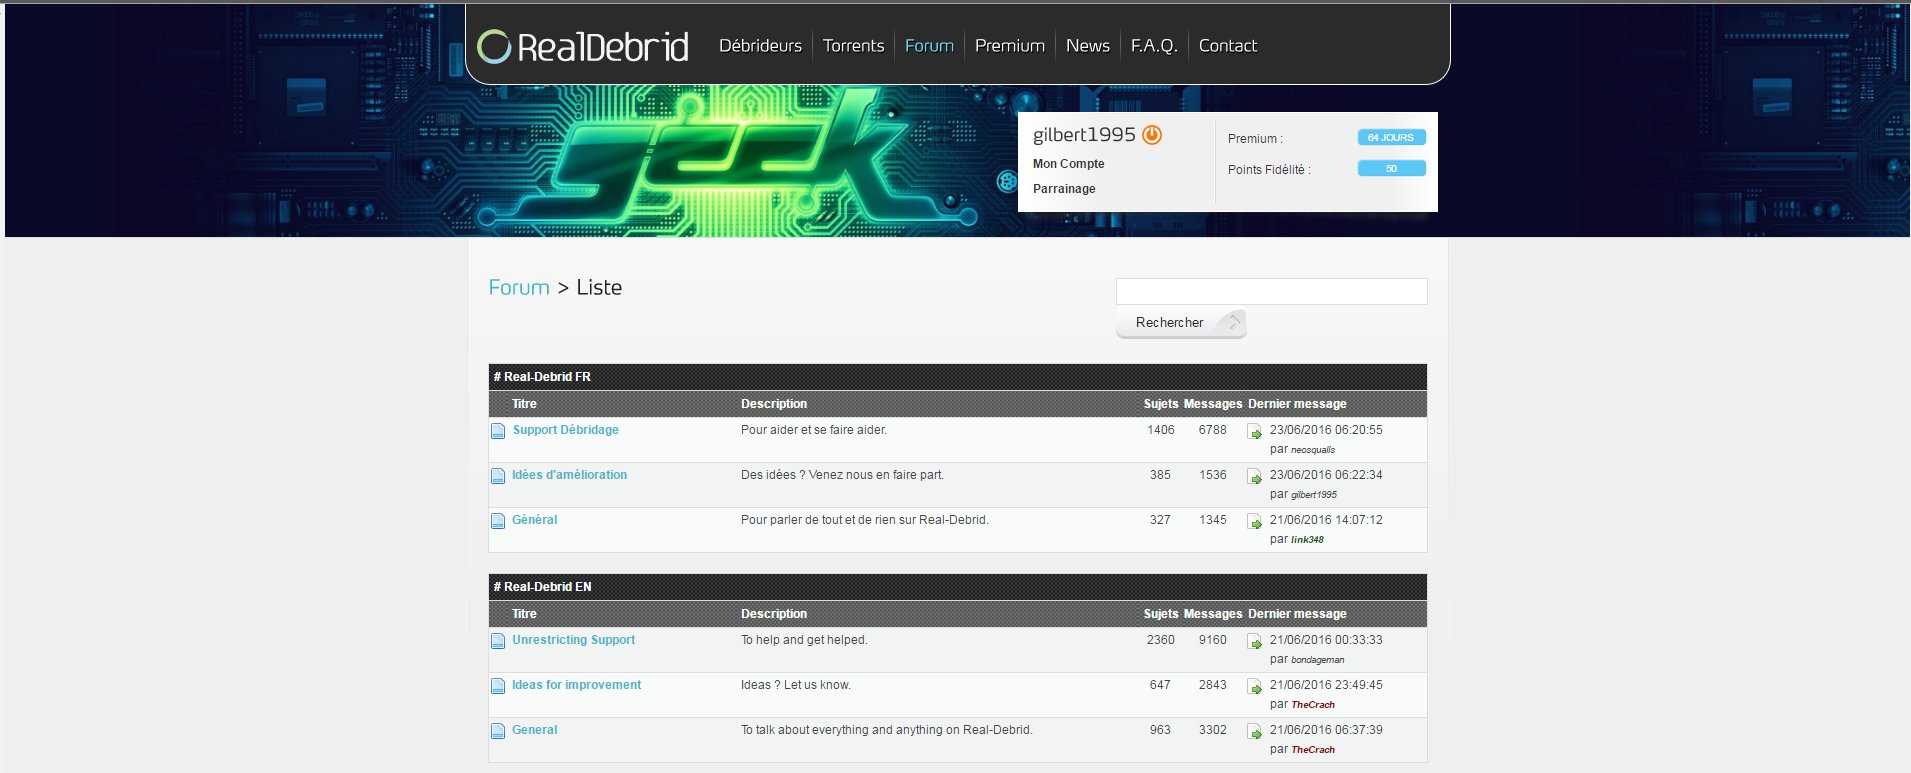 RealDebrid Débrideurs Torrents Forum Premium News F.A.Q. Contact
geek
gilbert1995
Mon Compte
Parrainage
Premium : 64 JOURS
Points Fidélité : 50
Forum > Liste
Rechercher
# Real-Debrid FR
Titre Description Sujets Messages Dernier message
Support Débridage Pour aider et se faire aider. 1406 6788 23/06/2016 06:20:55
par neosqualls
Idées d'amélioration Des idées ? Venez nous en faire part. 385 1536 23/06/2016 06:22:34
par gilbert1995
Général Pour parler de tout et de rien sur Real-Debrid. 327 1345 21/06/2016 14:07:12
par link348
# Real-Debrid EN
Titre Description Sujets Messages Dernier message
Unrestricting Support To help and get helped. 2360 9160 21/06/2016 00:33:33
par bondageman
Ideas for improvement Ideas ? Let us know. 647 2843 21/06/2016 23:49:45
par TheCrach
General To talk about everything and anything on Real-Debrid. 963 3302 21/06/2016 06:37:39
par TheCrach